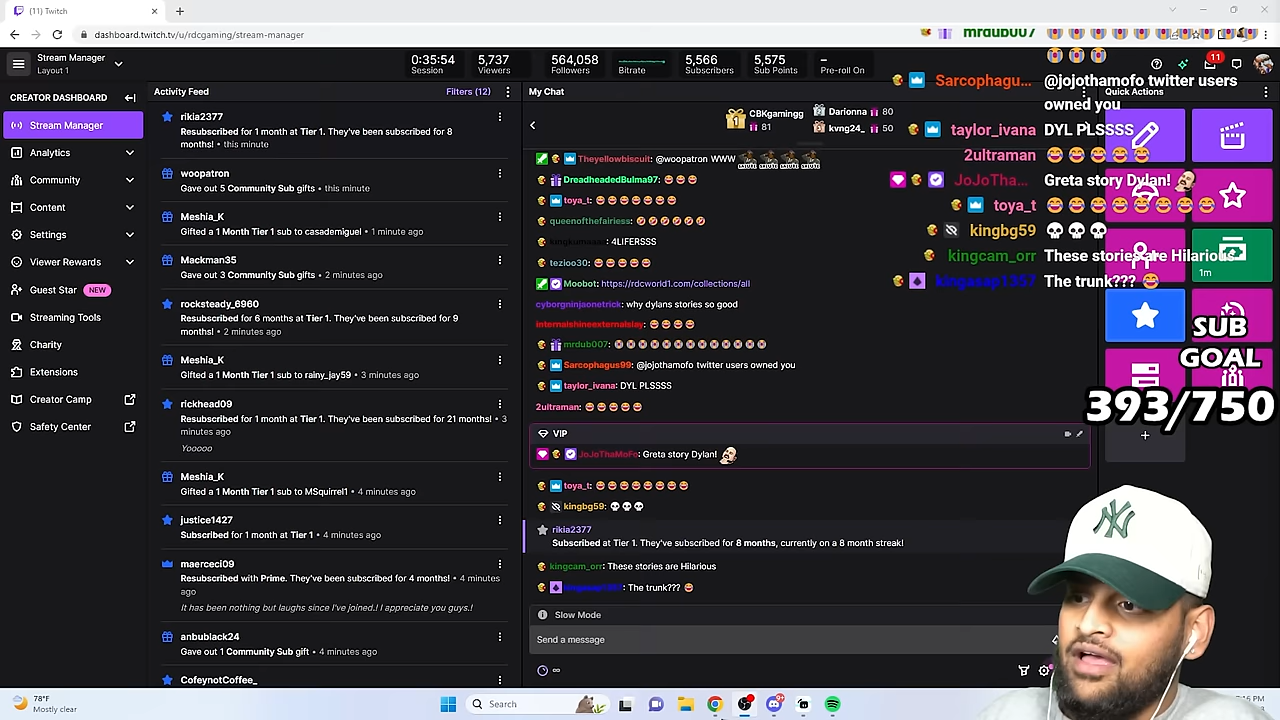 (11) Twitch
dashboard.twitch.tv/u/rdcgaming/stream-manager
Stream Manager
Layout 1
0:35:54
Session
5,737
Viewers
564,058
Followers
Bitrate
5,566
Subscribers
5,575
Sub Points
–
Pre-roll On
11
CREATOR DASHBOARD
Stream Manager
Analytics
Community
Content
Settings
Viewer Rewards
Guest Star NEW
Streaming Tools
Charity
Extensions
Creator Camp
Safety Center
Activity Feed
Filters (12)
rikia2377
Resubscribed for 1 month at Tier 1. They've been subscribed for 8
months! • this minute
woopatron
Gave out 5 Community Sub gifts • this minute
Meshia_K
Gifted a 1 Month Tier 1 sub to casademiguel • 1 minute ago
Mackman35
Gave out 3 Community Sub gifts • 2 minutes ago
rocksteady_6960
Resubscribed for 6 months at Tier 1. They've been subscribed for 9
months! • 2 minutes ago
Meshia_K
Gifted a 1 Month Tier 1 sub to rainy_jay59 • 3 minutes ago
rickhead09
Resubscribed for 1 month at Tier 1. They've been subscribed for 21 months! • 3
minutes ago
Yooooo
Meshia_K
Gifted a 1 Month Tier 1 sub to MSquirrel1 • 4 minutes ago
justice1427
Subscribed for 1 month at Tier 1 • 4 minutes ago
maerceci09
Resubscribed with Prime. They've been subscribed for 4 months! • 4 minutes
ago
It has been nothing but laughs since I've joined.! I appreciate you guys.!
anbublack24
Gave out 1 Community Sub gift • 4 minutes ago
CofeynotCoffee_
My Chat
1 CBKgamingg 81
Darionna 80
kvng24_ 50
Theyellowbiscuit: @woopatron WWW
DreadheadedBulma97:
toya_t:
queenofthefairiess:
4LIFERSSS
tezioo30:
Moobot: https://rdcworld1.com/collections/all
cyborgninjaonetrick: why dylans stories so good
internalshineexternalslay:
mrdub007:
Sarcophagus99: @jojothamofo twitter users owned you
taylor_ivana: DYL PLSSSS
2ultraman:
VIP
JoJoThaMoFo: Greta story Dylan!
toya_t:
kingbg59:
rikia2377
Subscribed at Tier 1. They've subscribed for 8 months, currently on a 8 month streak!
kingcam_orr: These stories are Hilarious
kingasap1357: The trunk???
Slow Mode
Send a message
Quick Actions
1m
mrdub007
Sarcophagu... @jojothamofo twitter users
owned you
taylor_ivana DYL PLSSSS
2ultraman
JoJoTha... Greta story Dylan!
toya_t
kingbg59
kingcam_orr These stories are Hilarious
kingasap1357 The trunk???
SUB
GOAL
393/750
NY
78°F
Mostly clear
Search